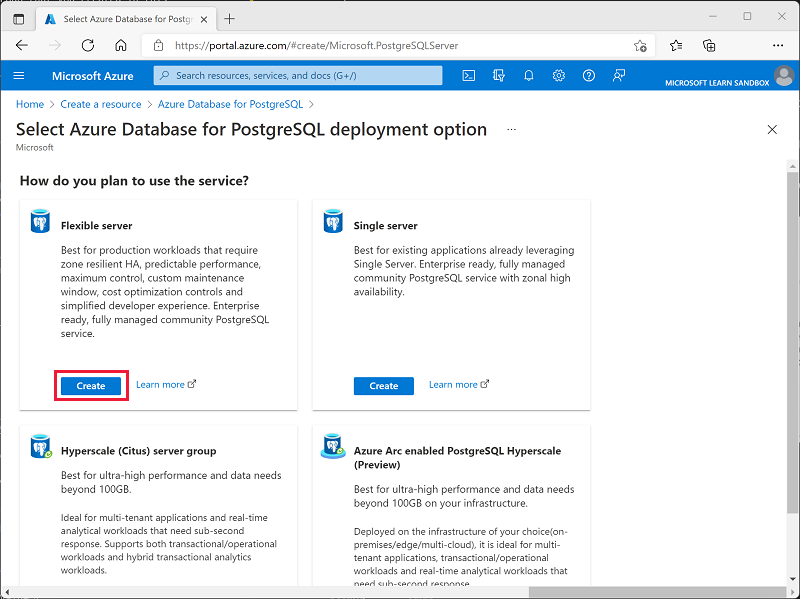 Select Azure Database for Postgr
https://portal.azure.com/#create/Microsoft.PostgreSQLServer
Microsoft Azure
Search resources, services, and docs (G+/)
MICROSOFT LEARN SANDBOX
Home > Create a resource > Azure Database for PostgreSQL >
Select Azure Database for PostgreSQL deployment option ...
Microsoft
How do you plan to use the service?
Flexible server
Best for production workloads that require
zone resilient HA, predictable performance,
maximum control, custom maintenance
window, cost optimization controls and
simplified developer experience. Enterprise
ready, fully managed community PostgreSQL
service.
Create
Learn more
Single server
Best for existing applications already leveraging
Single Server. Enterprise ready, fully managed
community PostgreSQL service with zonal high
availability.
Create
Learn more
Hyperscale (Citus) server group
Best for ultra-high performance and data needs
beyond 100GB.
Ideal for multi-tenant applications and real-time
analytical workloads that need sub-second
response. Supports both transactional/operational
workloads and hybrid transactional analytics
workloads.
Azure Arc enabled PostgreSQL Hyperscale
(Preview)
Best for ultra-high performance and data needs
beyond 100GB on your infrastructure.
Deployed on the infrastructure of your choice(on-
premises/edge/multi-cloud), it is ideal for multi-
tenant applications, transactional/operational
workloads and real-time analytical workloads that
need sub-second response.